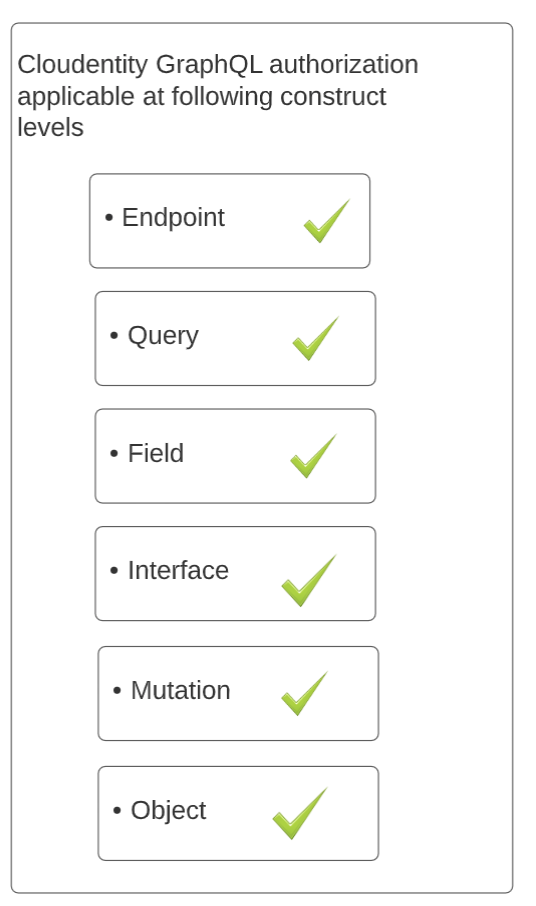 Cloudentity GraphQL authorization
applicable at following construct
levels
• Endpoint
• Query
• Field
• Interface
• Mutation
• Object